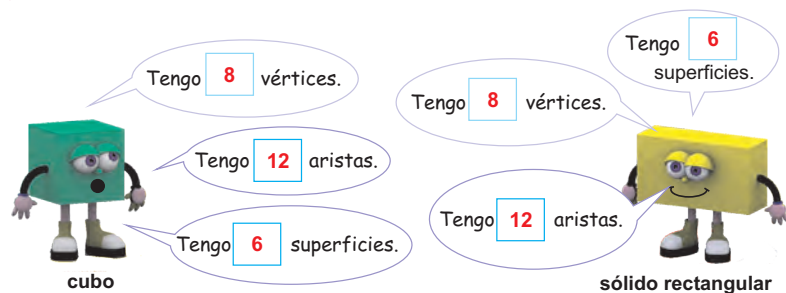 Tengo 8 vértices.
Tengo 12 aristas.
Tengo 6 superficies.
cubo
Tengo 6
superficies.
Tengo 8 vértices.
Tengo 12 aristas.
sólido rectangular